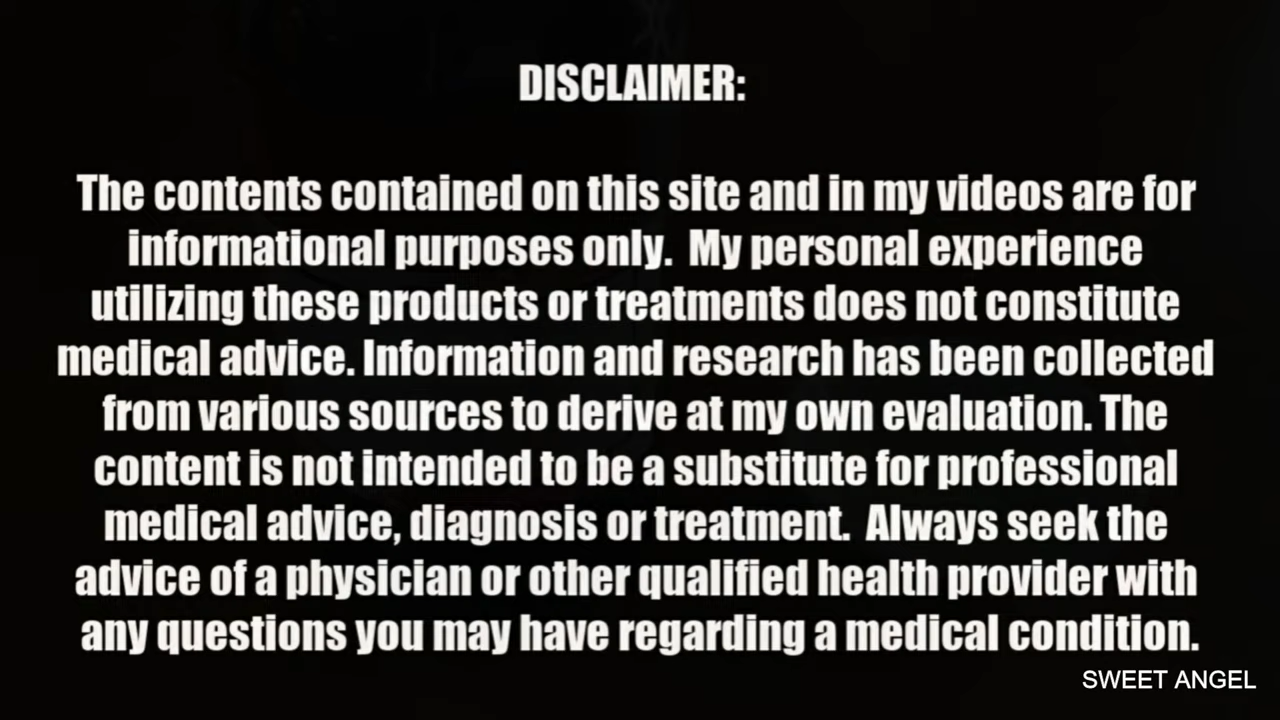 DISCLAIMER:
The contents contained on this site and in my videos are for
informational purposes only.  My personal experience
utilizing these products or treatments does not constitute
medical advice. Information and research has been collected
from various sources to derive at my own evaluation. The
content is not intended to be a substitute for professional
medical advice, diagnosis or treatment.  Always seek the
advice of a physician or other qualified health provider with
any questions you may have regarding a medical condition.
SWEET ANGEL